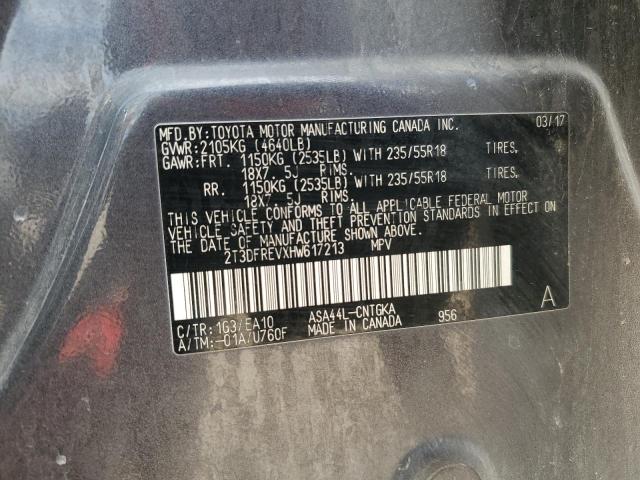 MFD.BY:TOYOTA MOTOR MANUFACTURING CANADA INC. 03/17
GVWR:2105KG (4640LB)
GAWR:FRT. 1150KG (2535LB) WITH 235/55R18 TIRES.
18X7. 5J RIMS.
RR. 1150KG (2535LB) WITH 235/55R18 TIRES.
18X7. 5J RIMS.
THIS VEHICLE CONFORMS TO ALL APPLICABLE FEDERAL MOTOR
VEHICLE SAFETY AND THEFT PREVENTION STANDARDS IN EFFECT ON
THE DATE OF MANUFACTURE SHOWN ABOVE.
2T3DFREVXHW617213 MPV
A
C/TR:1G3/EA10 ASA44L-CNTGKA
A/TM:-01A/U760F MADE IN CANADA 956